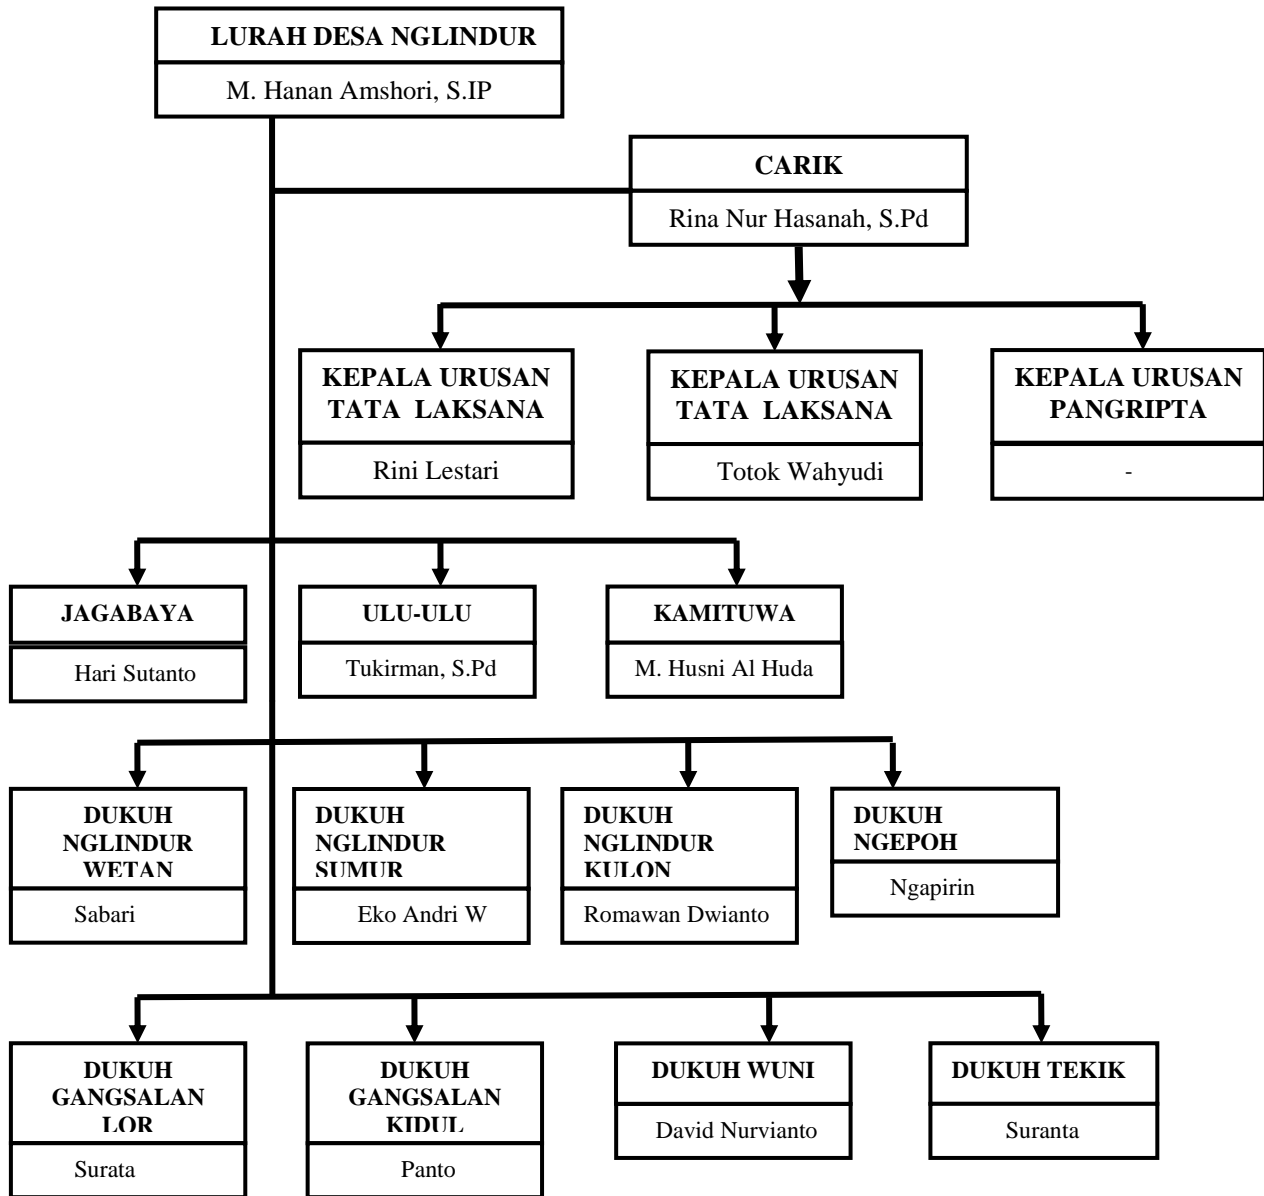 LURAH DESA NGLINDUR
M. Hanan Amshori, S.IP
CARIK
Rina Nur Hasanah, S.Pd
KEPALA URUSAN
TATA LAKSANA
Rini Lestari
KEPALA URUSAN
TATA LAKSANA
Totok Wahyudi
KEPALA URUSAN
PANGRIPTA
-
JAGABAYA
Hari Sutanto
ULU-ULU
Tukirman, S.Pd
KAMITUWA
M. Husni Al Huda
DUKUH
NGLINDUR
WETAN
Sabari
DUKUH
NGLINDUR
SUMUR
Eko Andri W
DUKUH
NGLINDUR
KULON
Romawan Dwianto
DUKUH
NGEPOH
Ngapirin
DUKUH
GANGSALAN
LOR
Surata
DUKUH
GANGSALAN
KIDUL
Panto
DUKUH WUNI
David Nurvianto
DUKUH TEKIK
Suranta